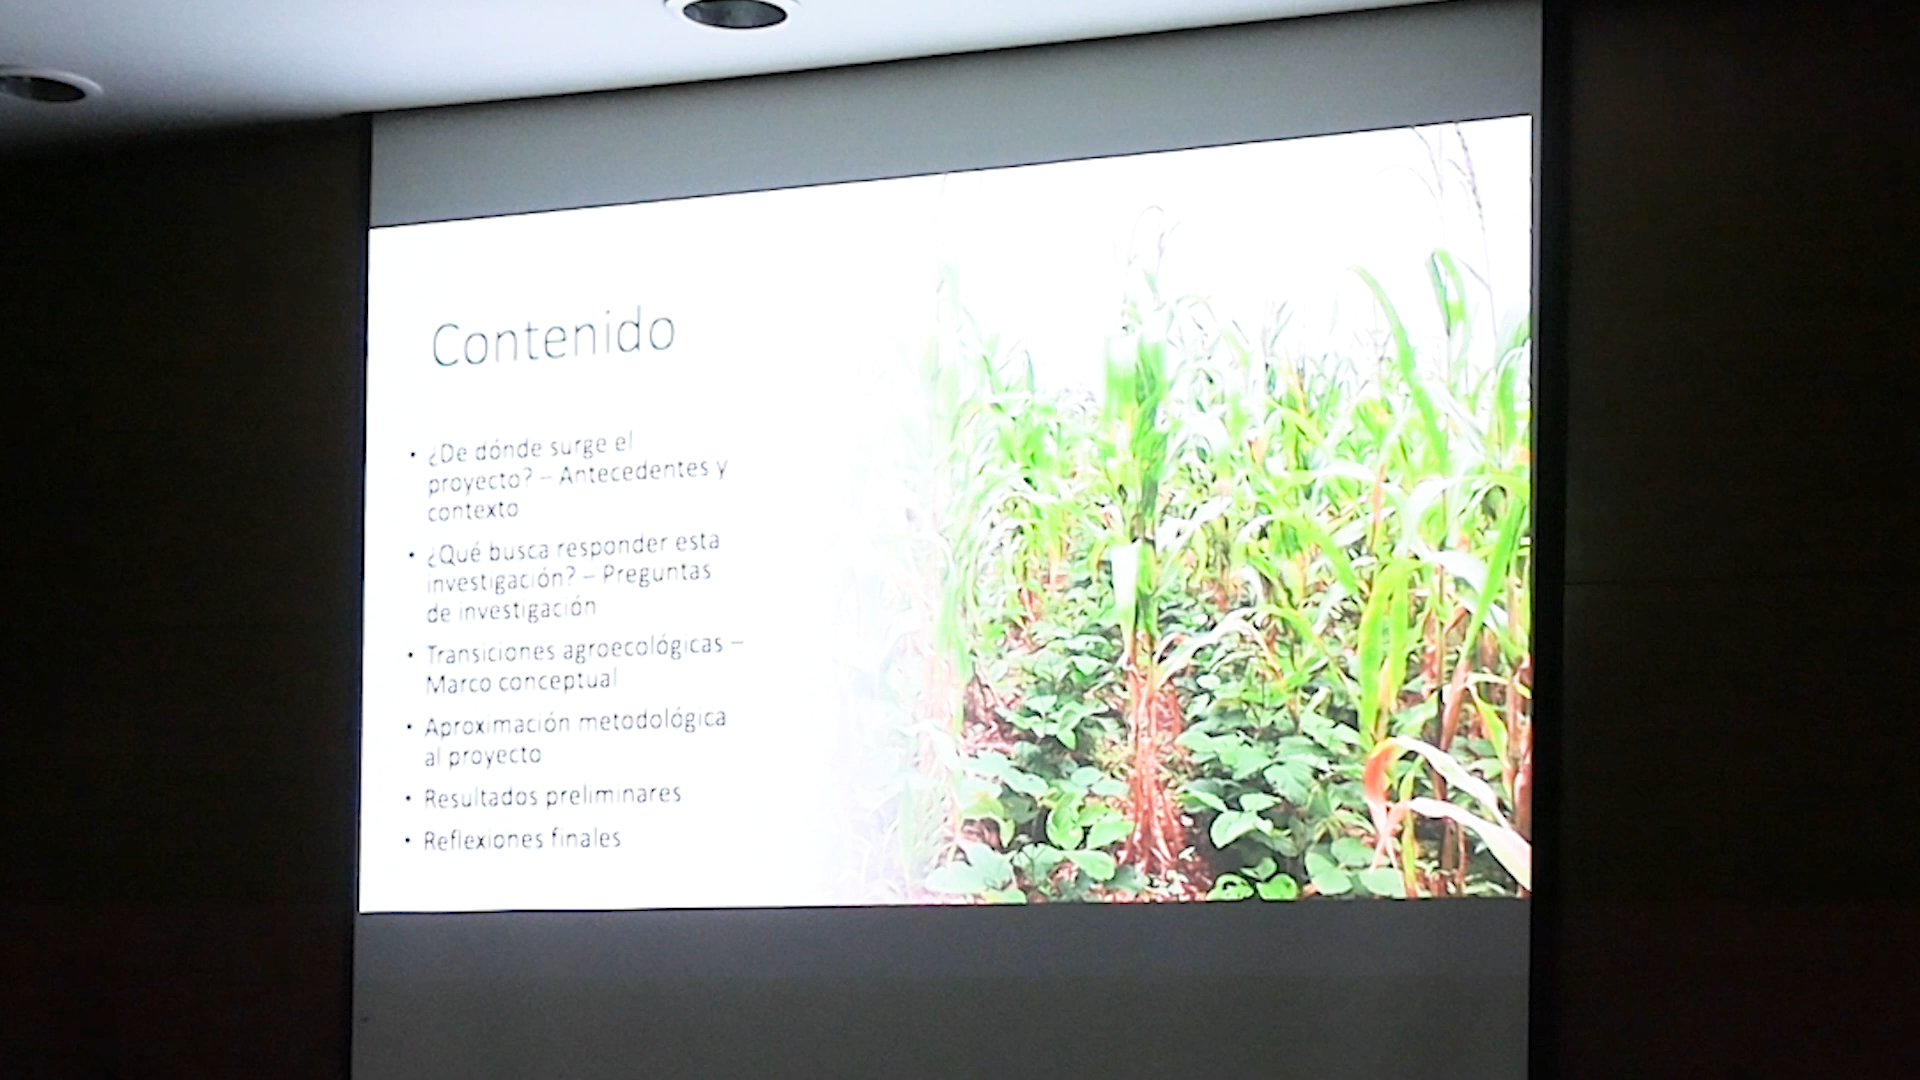 Contenido
• ¿De dónde surge el
proyecto? – Antecedentes y
contexto
• ¿Qué busca responder esta
investigación? – Preguntas
de investigación
• Transiciones agroecológicas –
Marco conceptual
• Aproximación metodológica
al proyecto
• Resultados preliminares
• Reflexiones finales